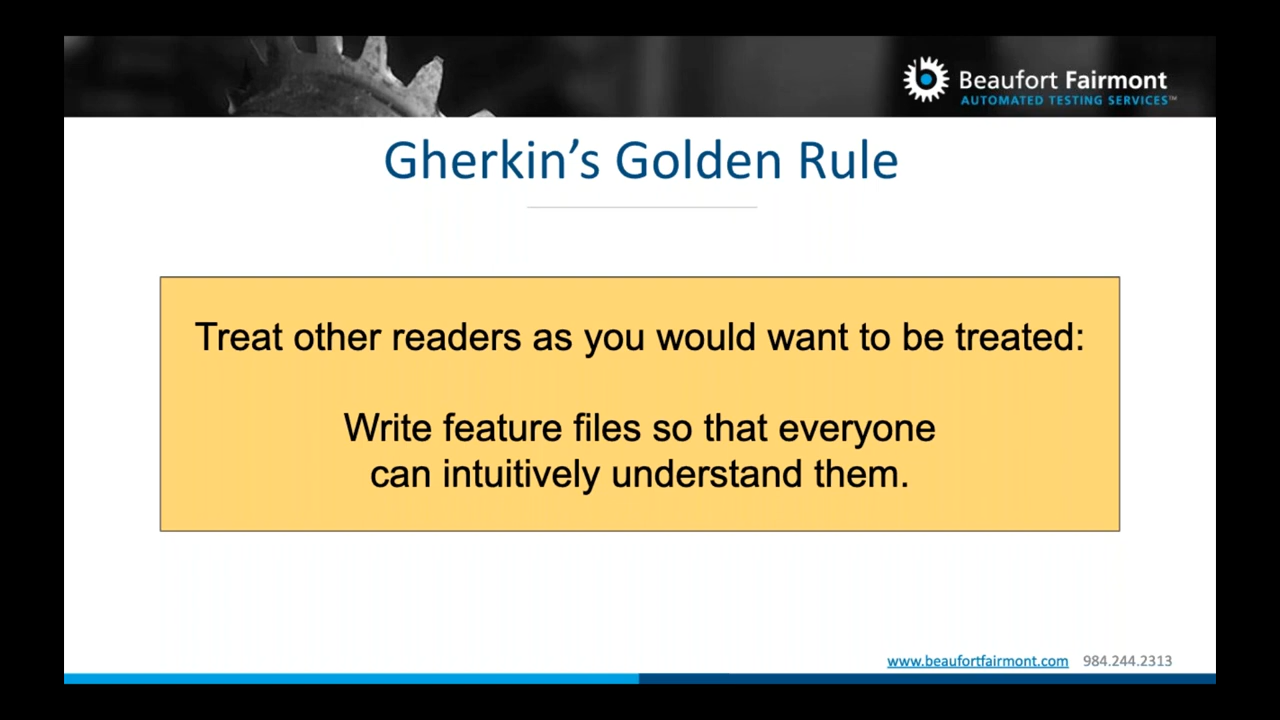 Beaufort Fairmont
AUTOMATED TESTING SERVICES™
Gherkin’s Golden Rule
Treat other readers as you would want to be treated:
Write feature files so that everyone
can intuitively understand them.
www.beaufortfairmont.com 984.244.2313